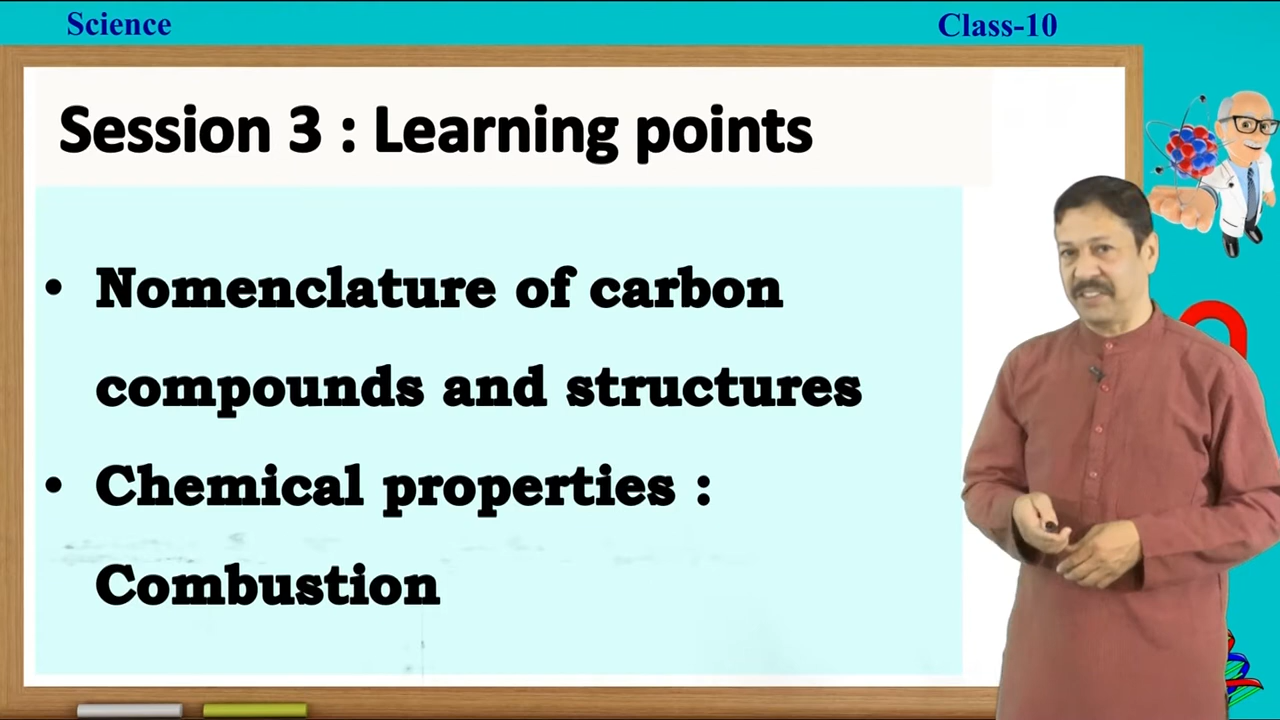 Science
Class-10
Session 3 : Learning points
• Nomenclature of carbon
compounds and structures
• Chemical properties :
Combustion